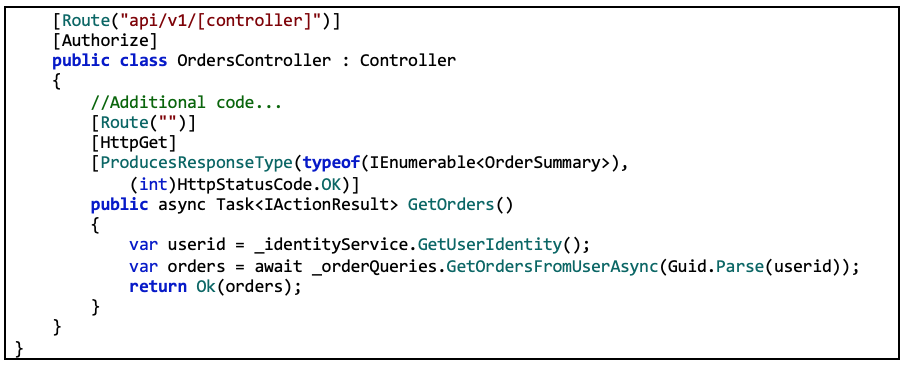 [Route("api/v1/[controller]")]
[Authorize]
public class OrdersController : Controller
{
//Additional code...
[Route("")]
[HttpGet]
[ProducesResponseType(typeof(IEnumerable<OrderSummary>),
(int)HttpStatusCode.OK)]
public async Task<IActionResult> GetOrders()
{
var userid = _identityService.GetUserIdentity();
var orders = await _orderQueries.GetOrdersFromUserAsync(Guid.Parse(userid));
return Ok(orders);
}
}
}